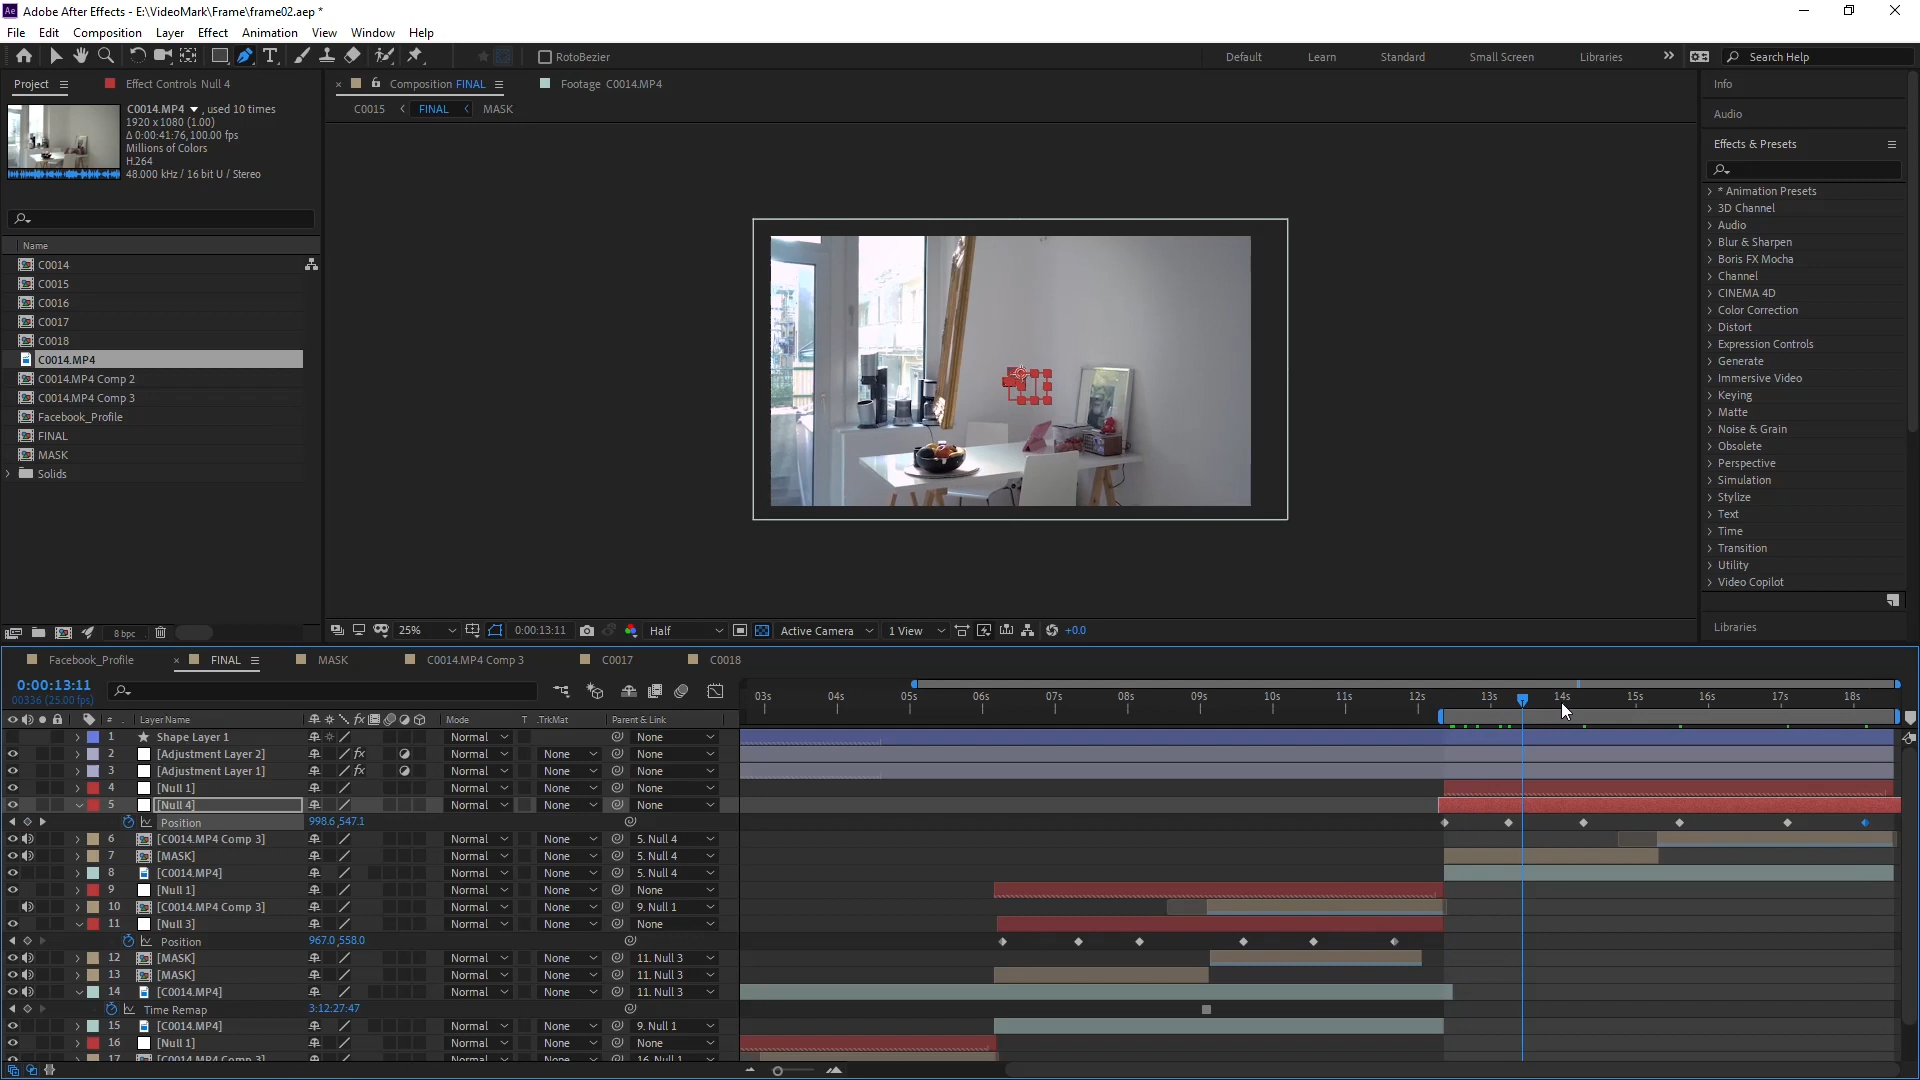 Adobe After Effects - E:\VideoMark\Frame\frame02.aep *
File Edit Composition Layer Effect Animation View Window Help
RotoBezier
Default Learn Standard Small Screen Libraries
Search Help
Project
Effect Controls Null 4
C0014.MP4 , used 10 times
1920 x 1080 (1.00)
Δ 0:00:41:76, 100.00 fps
Millions of Colors
H.264
48.000 kHz / 16 bit U / Stereo
Name
C0014
C0015
C0016
C0017
C0018
C0014.MP4
C0014.MP4 Comp 2
C0014.MP4 Comp 3
Facebook_Profile
FINAL
MASK
Solids
8 bpc
Composition FINAL
Footage C0014.MP4
C0015 FINAL MASK
25%
0:00:13:11
Half
Active Camera
1 View
+0.0
Info
Audio
Effects & Presets
* Animation Presets
3D Channel
Audio
Blur & Sharpen
Boris FX Mocha
Channel
CINEMA 4D
Color Correction
Distort
Expression Controls
Generate
Immersive Video
Keying
Matte
Noise & Grain
Obsolete
Perspective
Simulation
Stylize
Text
Time
Transition
Utility
Video Copilot
Libraries
Facebook_Profile FINAL MASK C0014.MP4 Comp 3 C0017 C0018
0:00:13:11
00336 (25.00 fps)
03s 04s 05s 06s 07s 08s 09s 10s 11s 12s 13s 14s 15s 16s 17s 18s
# Layer Name Mode T .TrkMat Parent & Link
1 Shape Layer 1 Normal None
2 [Adjustment Layer 2] fx Normal None None
3 [Adjustment Layer 1] fx Normal None None
4 [Null 1] Normal None None
5 [Null 4] Normal None None
Position 998.6,547.1
6 [C0014.MP4 Comp 3] Normal None 5. Null 4
7 [MASK] Normal None 5. Null 4
8 [C0014.MP4] Normal None 5. Null 4
9 [Null 1] Normal None None
10 [C0014.MP4 Comp 3] Normal None 9. Null 1
11 [Null 3] Normal None None
Position 967.0,558.0
12 [MASK] Normal None 11. Null 3
13 [MASK] Normal None 11. Null 3
14 [C0014.MP4] Normal None 11. Null 3
Time Remap 3:12:27:47
15 [C0014.MP4] Normal None 9. Null 1
16 [Null 1] Normal None None
17 [C0014.MP4 Comp 3] Normal None 16. Null 1